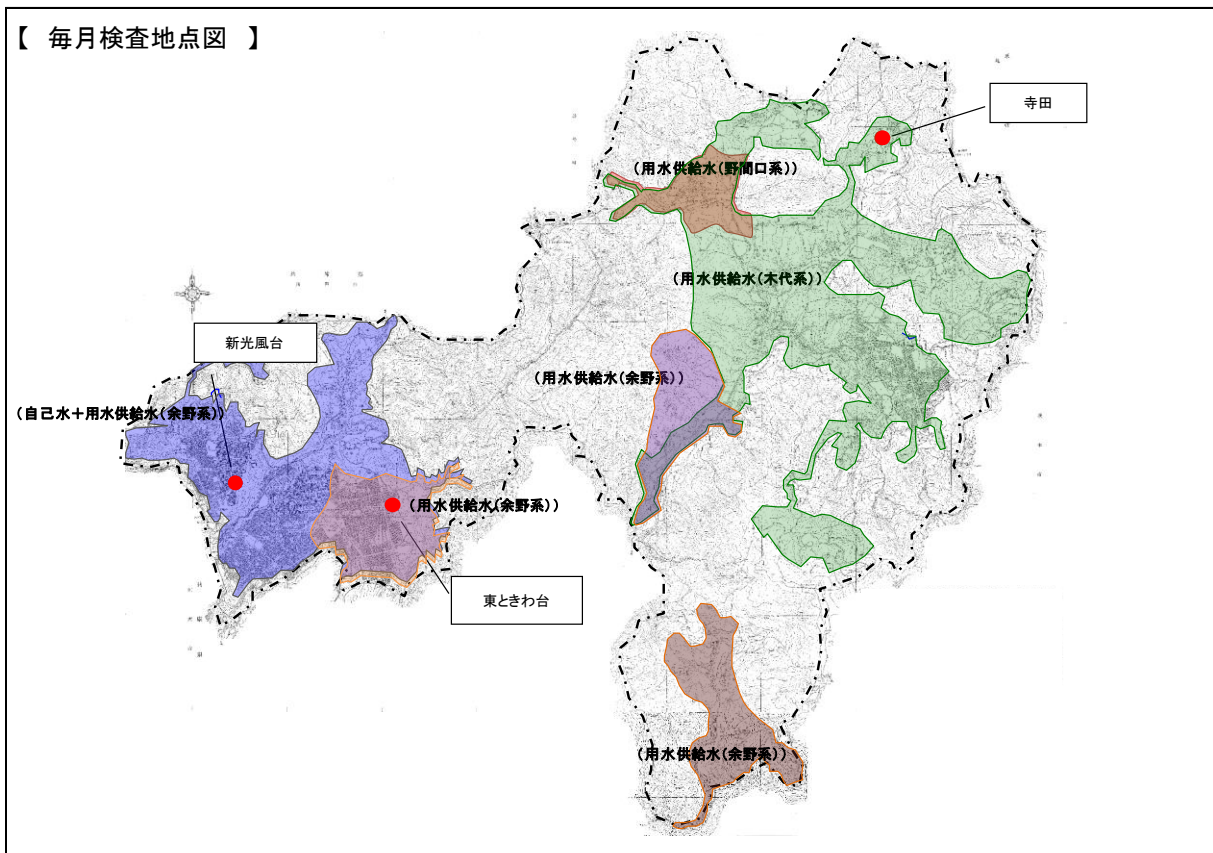 【 毎月検査地点図 】
寺田
(用水供給水(野間口系))
(用水供給水(木代系))
新光風台
(用水供給水(余野系))
(自己水＋用水供給水(余野系))
(用水供給水(余野系))
東ときわ台
(用水供給水(余野系))